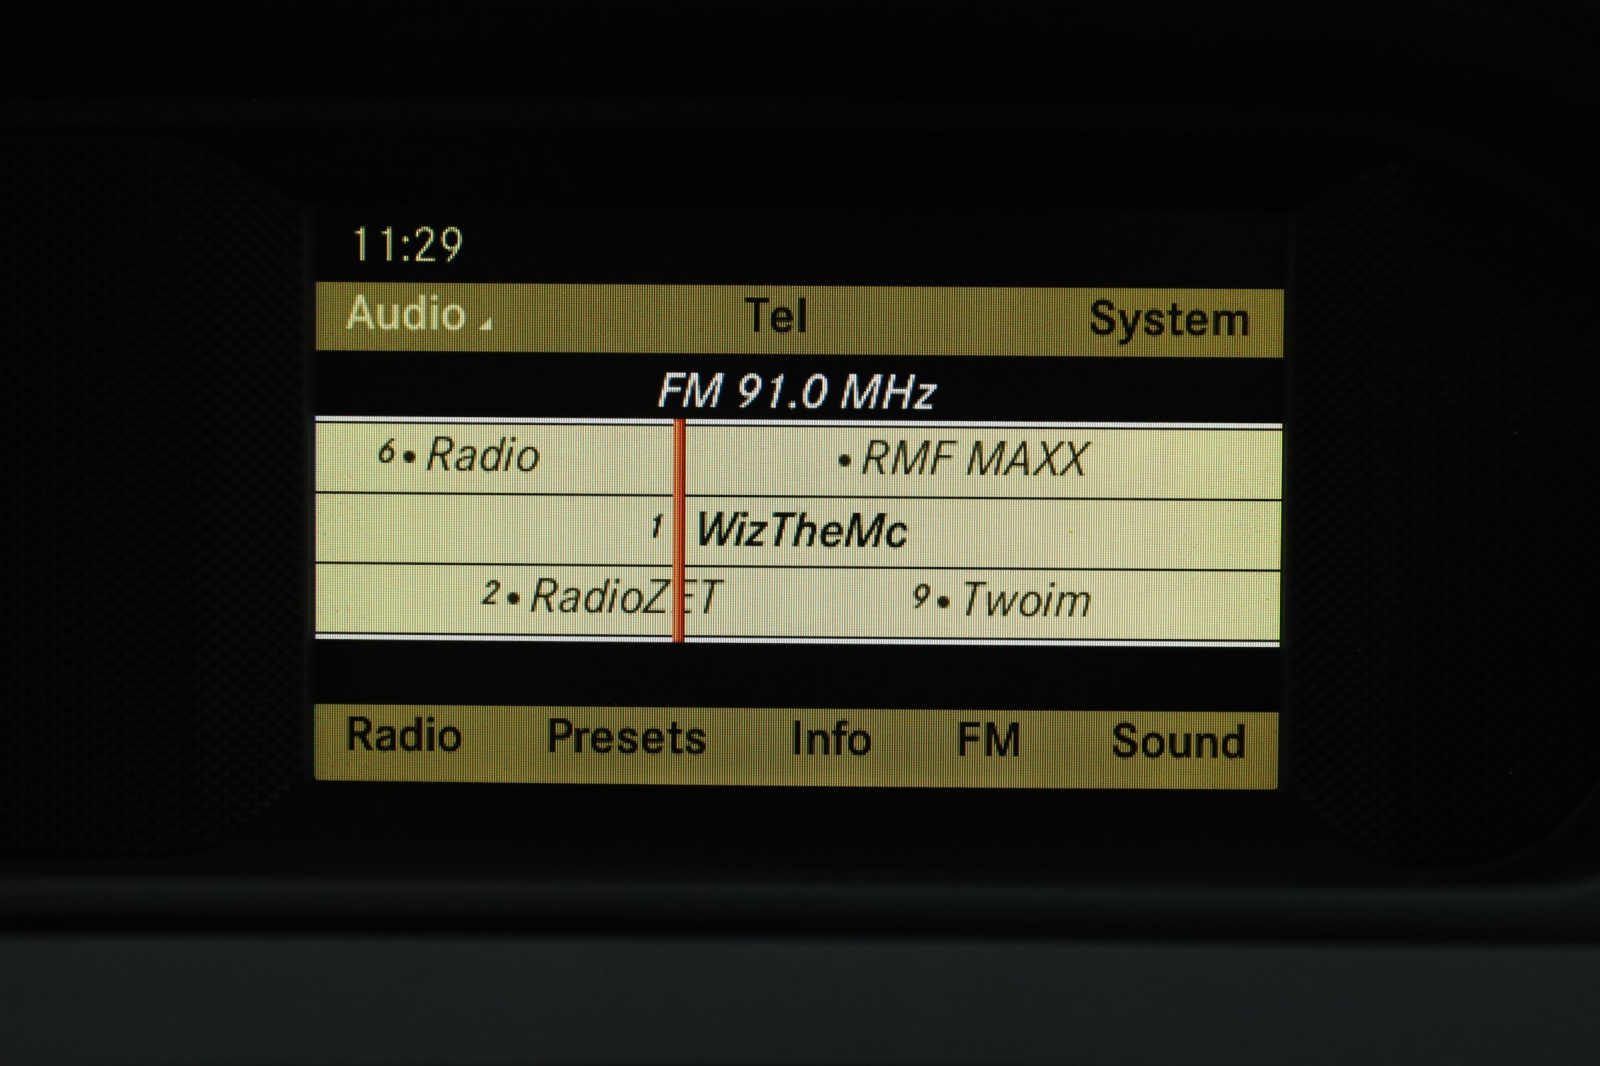 11:29
Audio Tel System
FM 91.0 MHz
6• Radio •RMF MAXX
1 WizTheMc
2• RadioZET 9• Twoim
Radio Presets Info FM Sound